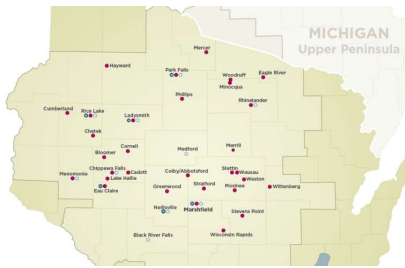 MICHIGAN
Upper Peninsula
Mercer
Hayward
Park Falls
Woodruff
Eagle River
Minocqua
Phillips
Rhinelander
Cumberland
Rice Lake
Ladysmith
Chetek
Cornell
Medford
Merrill
Bloomer
Chippewa Falls
Cadott
Colby/Abbotsford
Stettin
Wausau
Menomonie
Lake Hallie
Weston
Eau Claire
Greenwood
Stratford
Mosinee
Wittenberg
Neillsville
Marshfield
Stevens Point
Black River Falls
Wisconsin Rapids